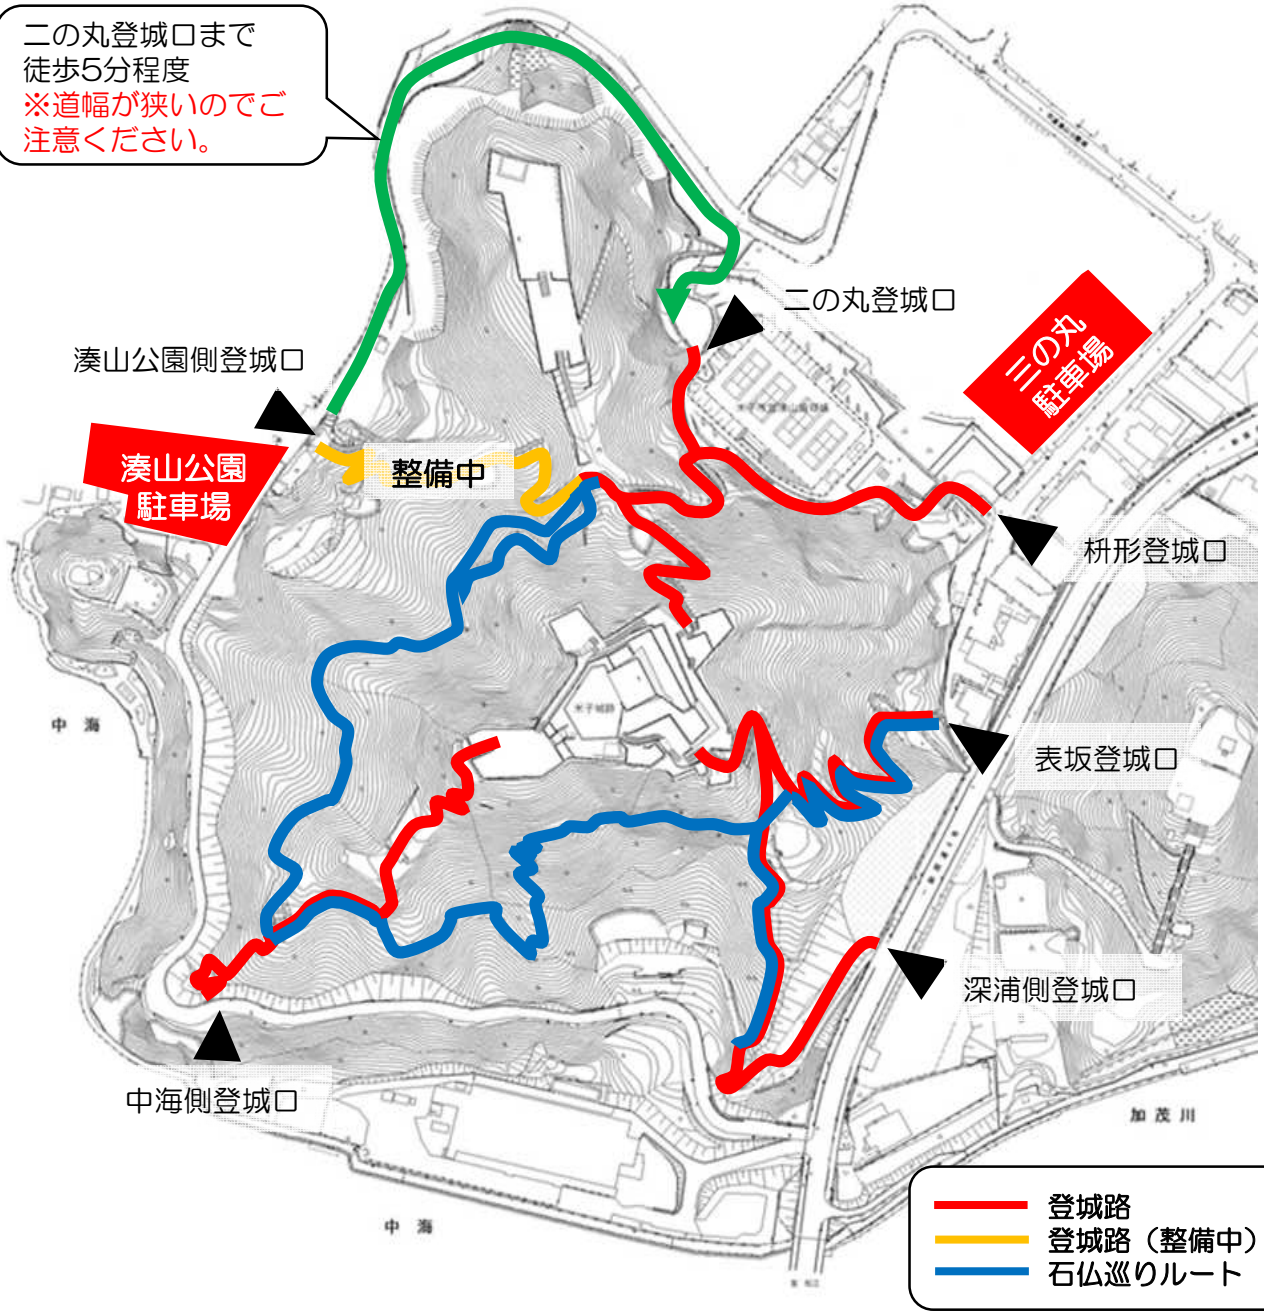 二の丸登城口まで
徒歩5分程度
※道幅が狭いのでご
注意ください。
二の丸登城口
三の丸
駐車場
湊山公園側登城口
湊山公園
駐車場
整備中
枡形登城口
米子城跡
中海
表坂登城口
深浦側登城口
中海側登城口
加茂川
中海
登城路
登城路（整備中）
石仏巡りルート